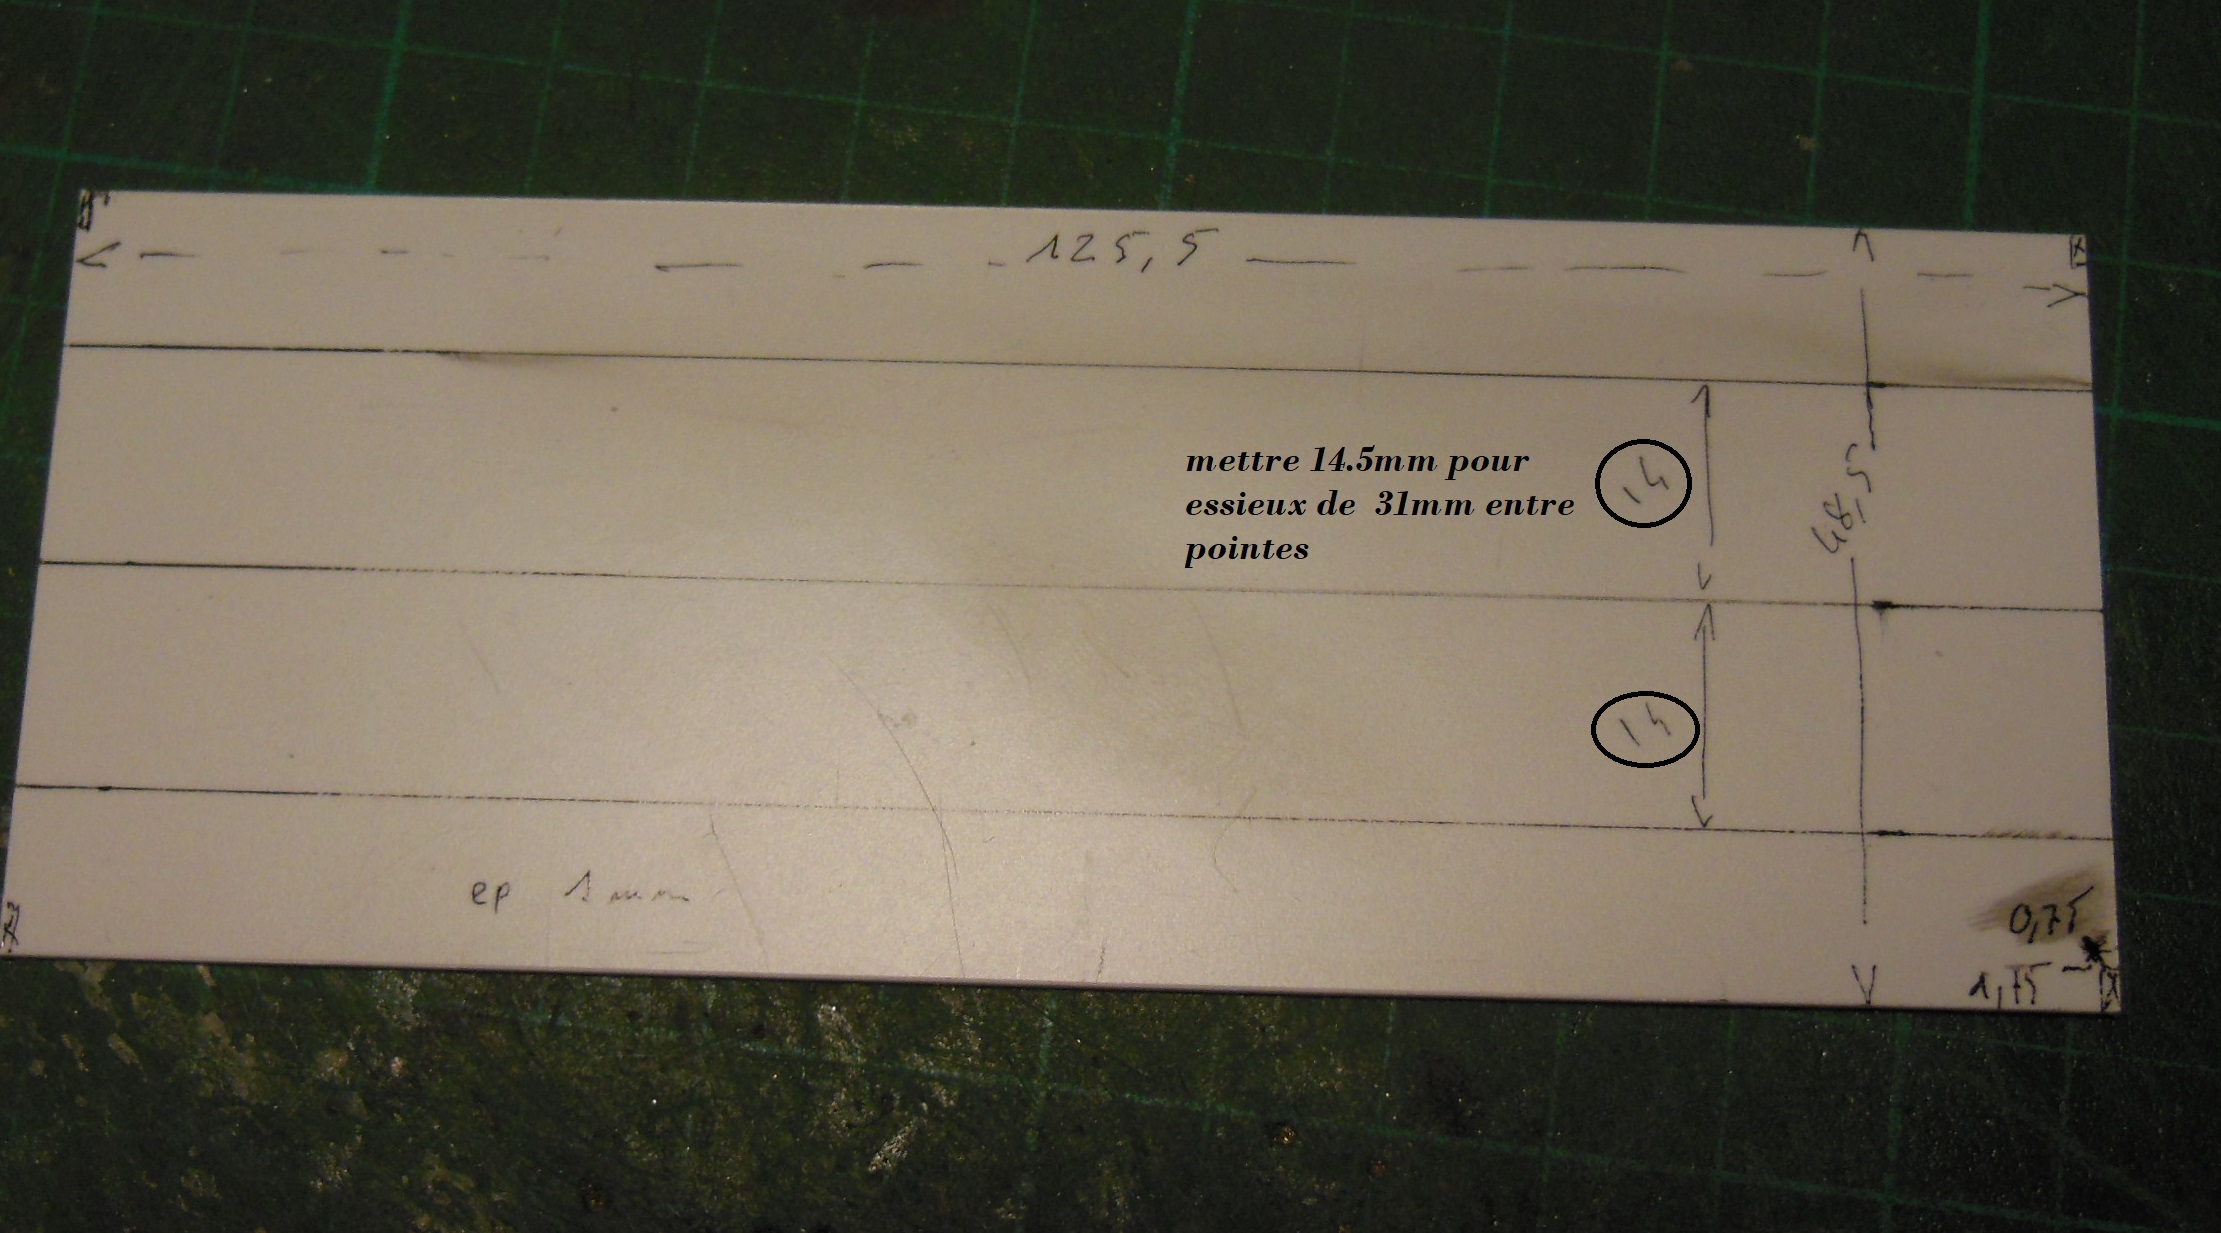 125,5
mettre 14.5mm pour
essieux de 31mm entre
pointes
14
48,5
14
ep 1mm
0,75
1,75